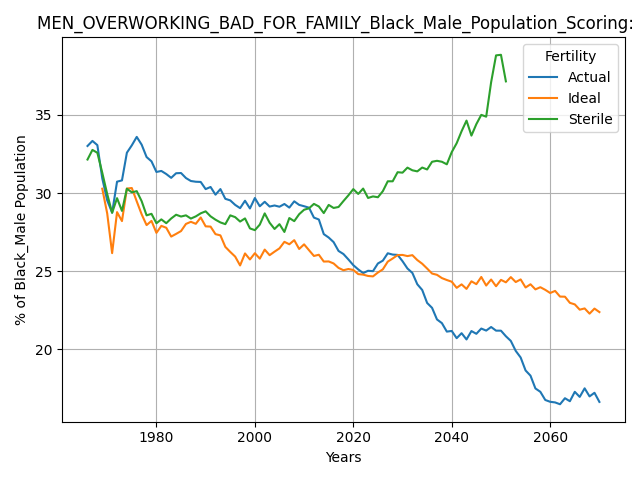 MEN_OVERWORKING_BAD_FOR_FAMILY_Black_Male_Population_Scoring:
Fertility
Actual
Ideal
Sterile
% of Black_Male Population
35
30
25
20
1980 2000 2020 2040 2060
Years